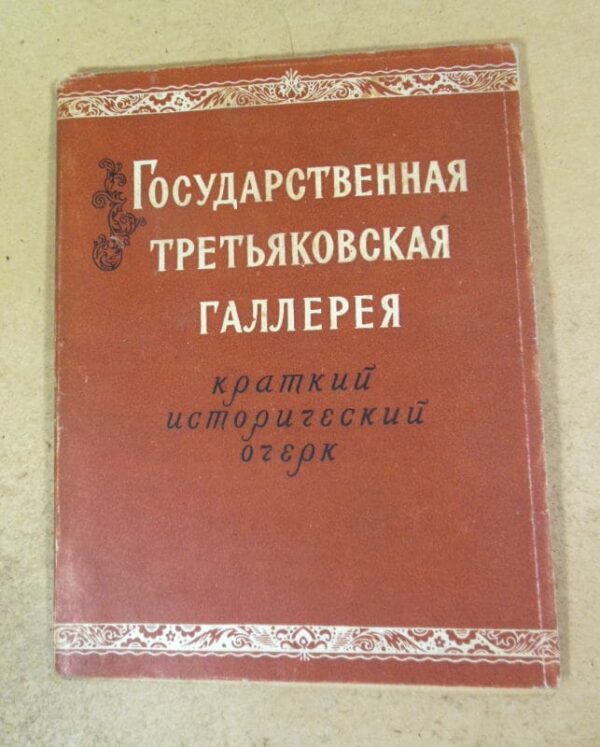 Государственная
третьяковская
галлерея
краткий
исторический
очерк